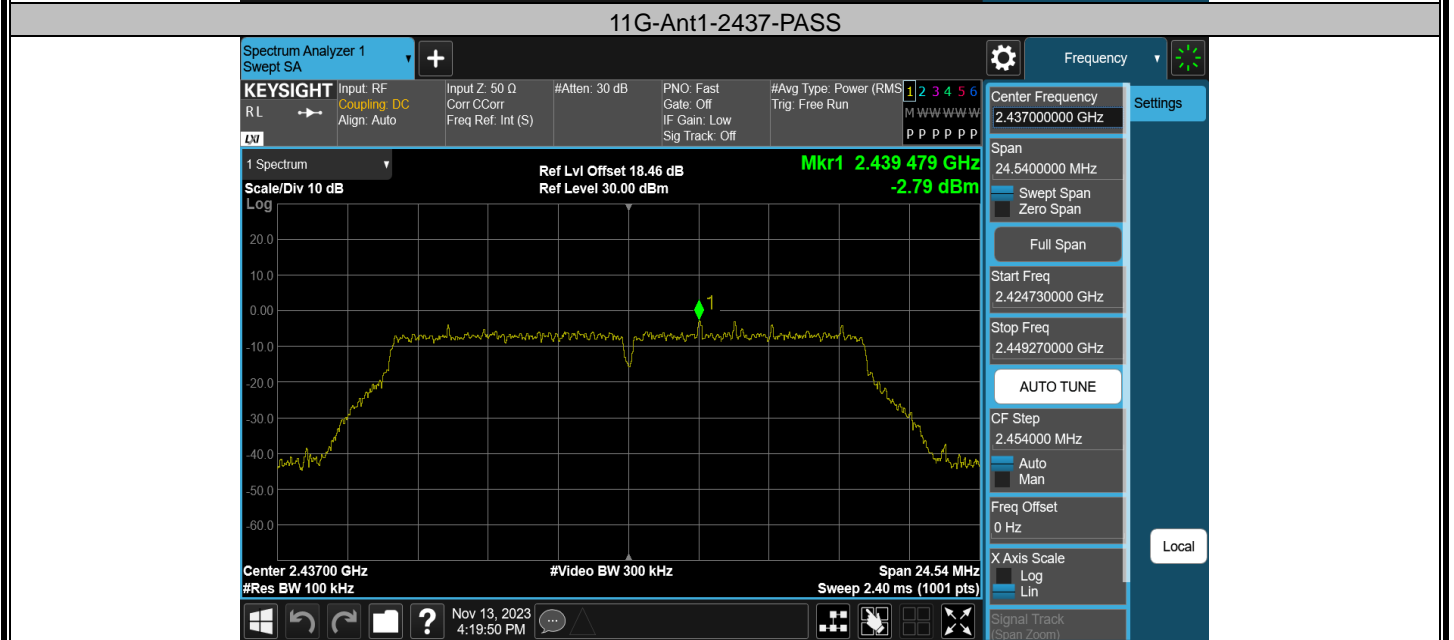 11G-Ant1-2437-PASS
Spectrum Analyzer 1
Swept SA
+
Frequency
KEYSIGHT
RL
LXI
Input: RF
Coupling: DC
Align: Auto
Input Z: 50 Ω
Corr CCorr
Freq Ref: Int (S)
#Atten: 30 dB
PNO: Fast
Gate: Off
IF Gain: Low
Sig Track: Off
#Avg Type: Power (RMS
Trig: Free Run
1 2 3 4 5 6
M W W W W W
P P P P P P
1 Spectrum
Scale/Div 10 dB
Log
Ref Lvl Offset 18.46 dB
Ref Level 30.00 dBm
Mkr1 2.439 479 GHz
-2.79 dBm
20.0
10.0
0.00
-10.0
-20.0
-30.0
-40.0
-50.0
-60.0
1
Center 2.43700 GHz
#Res BW 100 kHz
#Video BW 300 kHz
Span 24.54 MHz
Sweep 2.40 ms (1001 pts)
Center Frequency
2.437000000 GHz
Settings
Span
24.5400000 MHz
Swept Span
Zero Span
Full Span
Start Freq
2.424730000 GHz
Stop Freq
2.449270000 GHz
AUTO TUNE
CF Step
2.454000 MHz
Auto
Man
Freq Offset
0 Hz
X Axis Scale
Log
Lin
Signal Track
(Span Zoom)
Local
?
Nov 13, 2023
4:19:50 PM